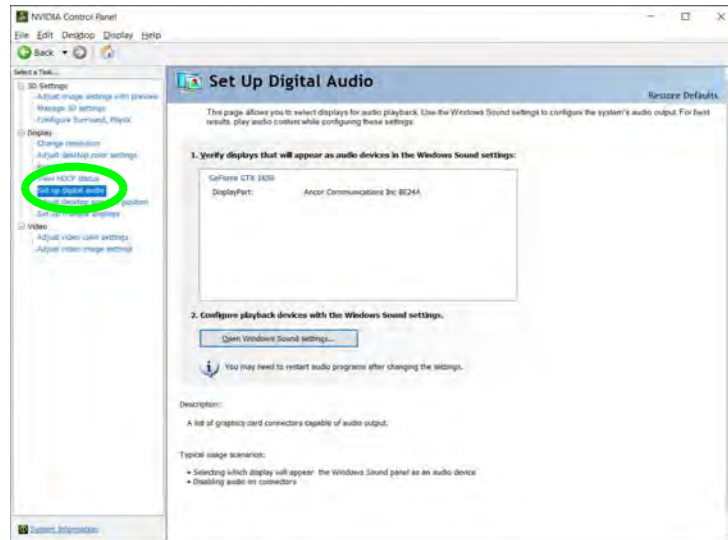 NVIDIA Control Panel
File Edit Desktop Display Help
Back
Select a Task...
3D Settings
Adjust image settings with preview
Manage 3D settings
Configure Surround, PhysX
Display
Change resolution
Adjust desktop color settings
View HDCP status
Set up digital audio
Adjust desktop size position
Set up multiple displays
Video
Adjust video color settings
Adjust video image settings
System Information
Set Up Digital Audio
Restore Defaults
This page allows you to select displays for audio playback. Use the Windows Sound settings to configure the system's audio output. For best
results, play audio content while configuring these settings.
1. Verify displays that will appear as audio devices in the Windows Sound settings:
GeForce GTX 1650
DisplayPort: Ancor Communications Inc BE24A
2. Configure playback devices with the Windows Sound settings.
Open Windows Sound settings...
You may need to restart audio programs after changing the settings.
Description:
A list of graphics card connectors capable of audio output.
Typical usage scenarios:
• Selecting which display will appear the Windows Sound panel as an audio device
• Disabling audio on connectors